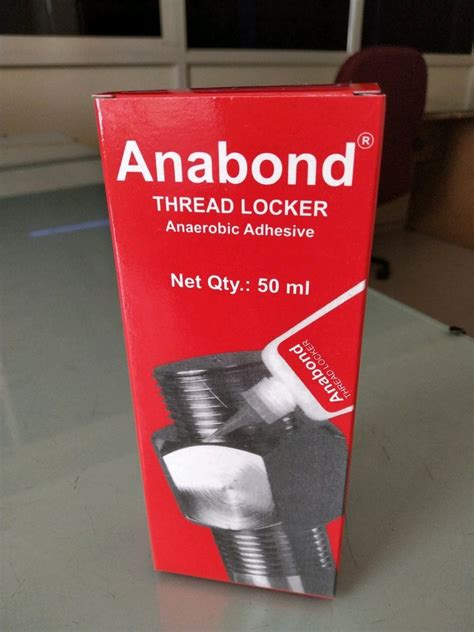 Anabond®
THREAD LOCKER
Anaerobic Adhesive
Net Qty.: 50 ml
Anabond
THREAD LOCKER